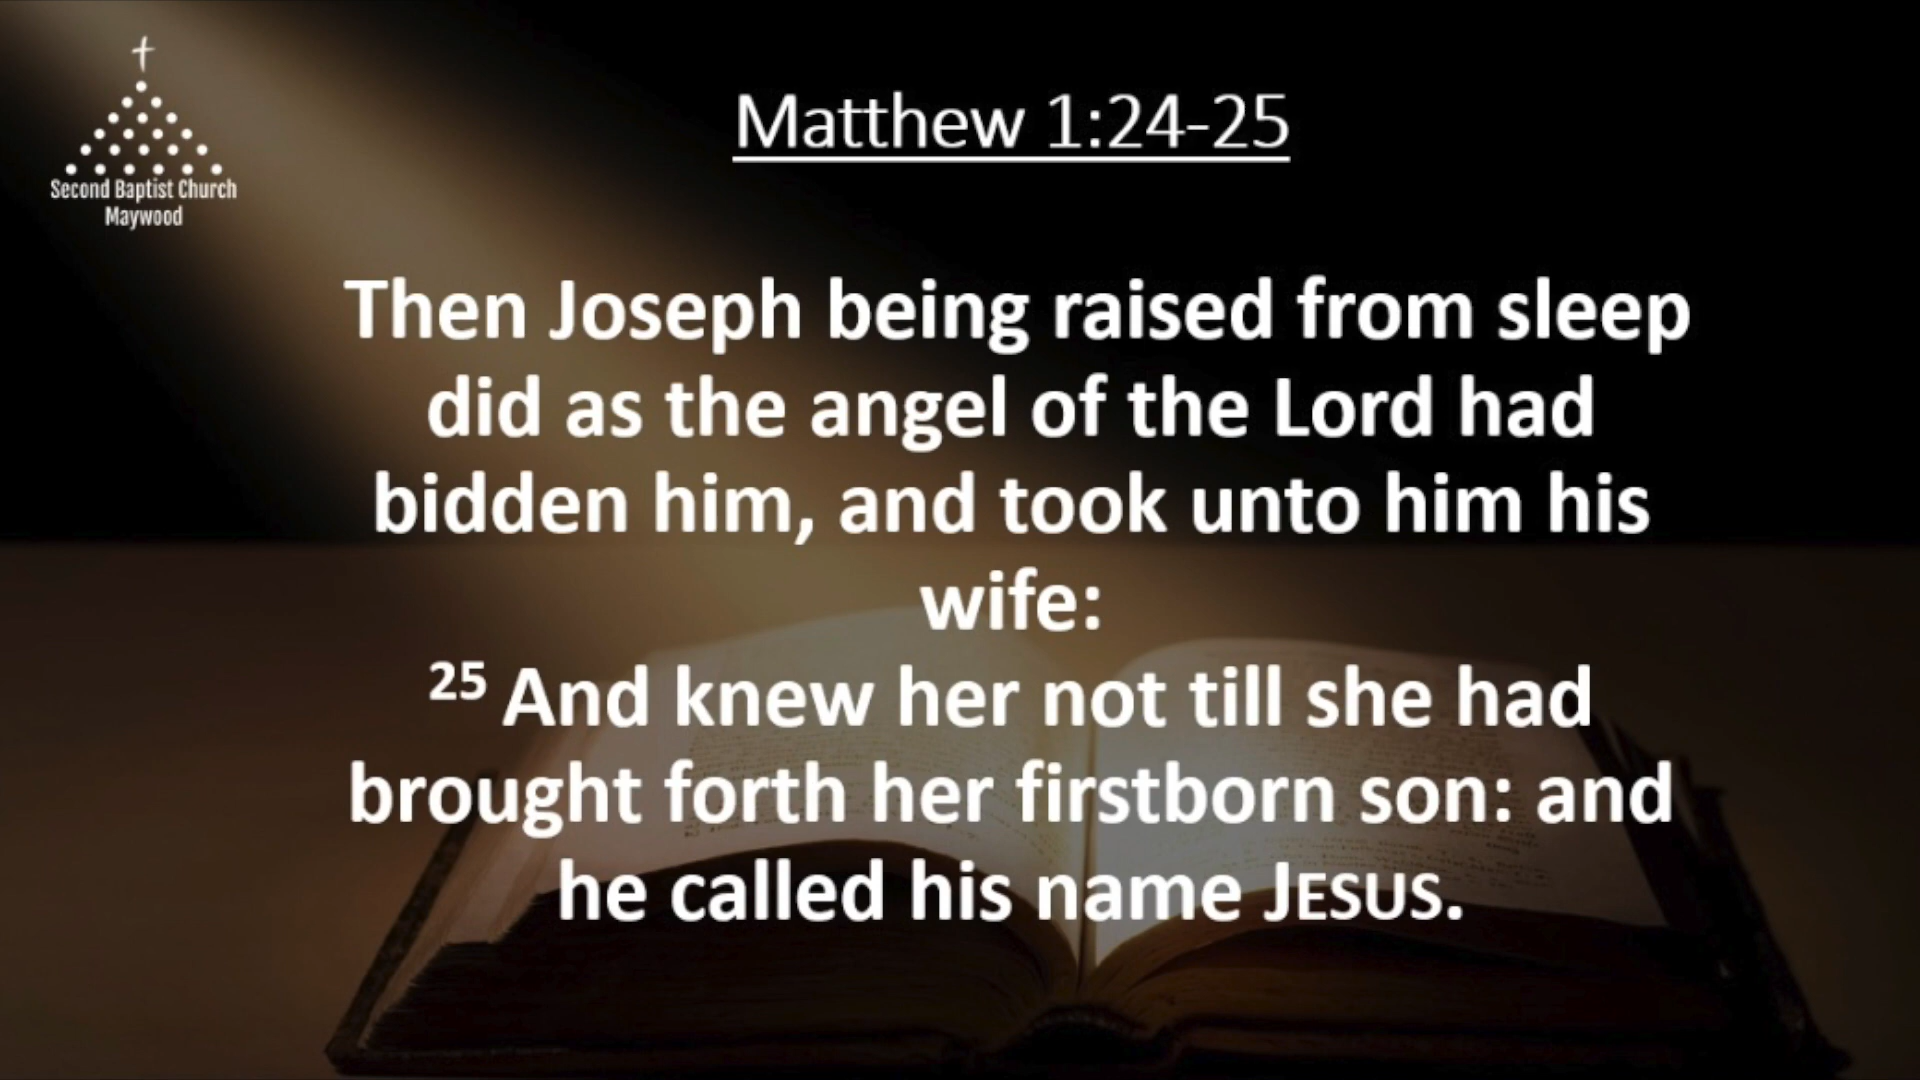 Second Baptist Church
Maywood
Matthew 1:24-25
Then Joseph being raised from sleep
did as the angel of the Lord had
bidden him, and took unto him his
wife:
25 And knew her not till she had
brought forth her firstborn son: and
he called his name JESUS.